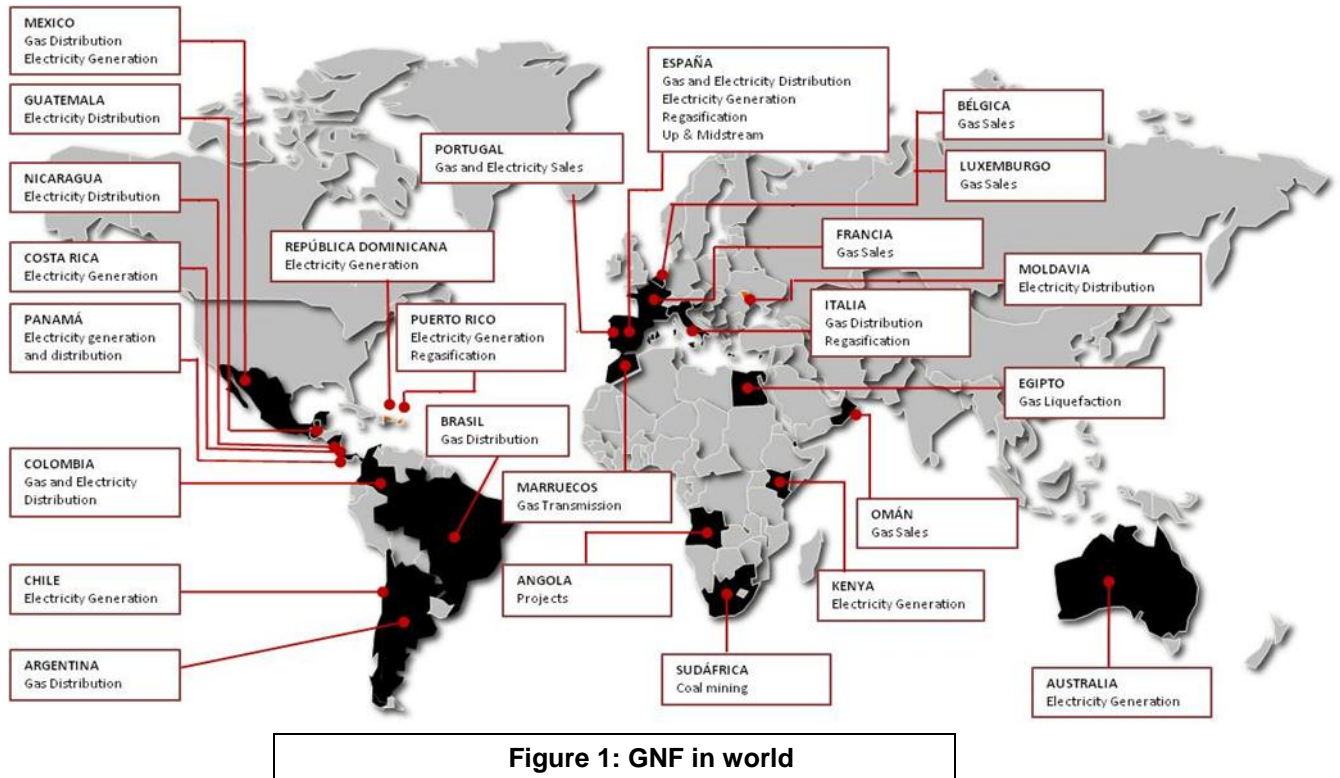 MEXICO
Gas Distribution
Electricity Generation
GUATEMALA
Electricity Distribution
NICARAGUA
Electricity Distribution
COSTA RICA
Electricity Generation
PANAMÁ
Electricity generation
and distribution
COLOMBIA
Gas and Electricity
Distribution
CHILE
Electricity Generation
ARGENTINA
Gas Distribution
REPÚBLICA DOMINICANA
Electricity Generation
PUERTO RICO
Electricity Generation
Regasification
BRASIL
Gas Distribution
PORTUGAL
Gas and Electricity Sales
ESPAÑA
Gas and Electricity Distribution
Electricity Generation
Regasification
Up & Midstream
BÉLGICA
Gas Sales
LUXEMBURGO
Gas Sales
FRANCIA
Gas Sales
MOLDAVIA
Electricity Distribution
ITALIA
Gas Distribution
Regasification
EGIPTO
Gas Liquefaction
MARRUECOS
Gas Transmission
OMÁN
Gas Sales
ANGOLA
Projects
KENYA
Electricity Generation
SUDÁFRICA
Coal mining
AUSTRALIA
Electricity Generation
Figure 1: GNF in world